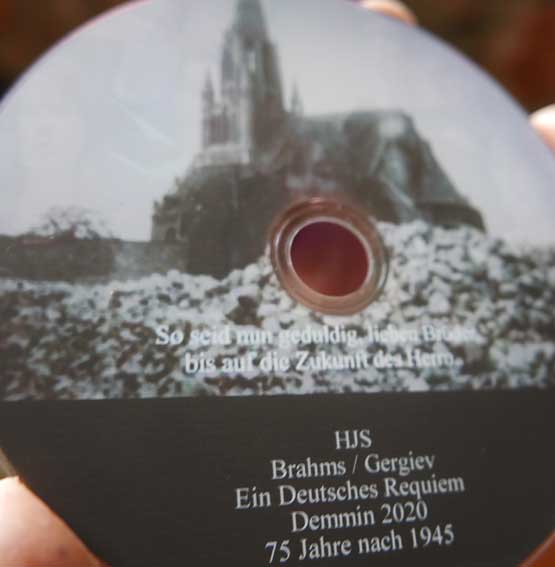 So seid nun geduldig, lieben Brüder,
bis auf die Zukunft des Herrn.
HJS
Brahms / Gergiev
Ein Deutsches Requiem
Demmin 2020
75 Jahre nach 1945